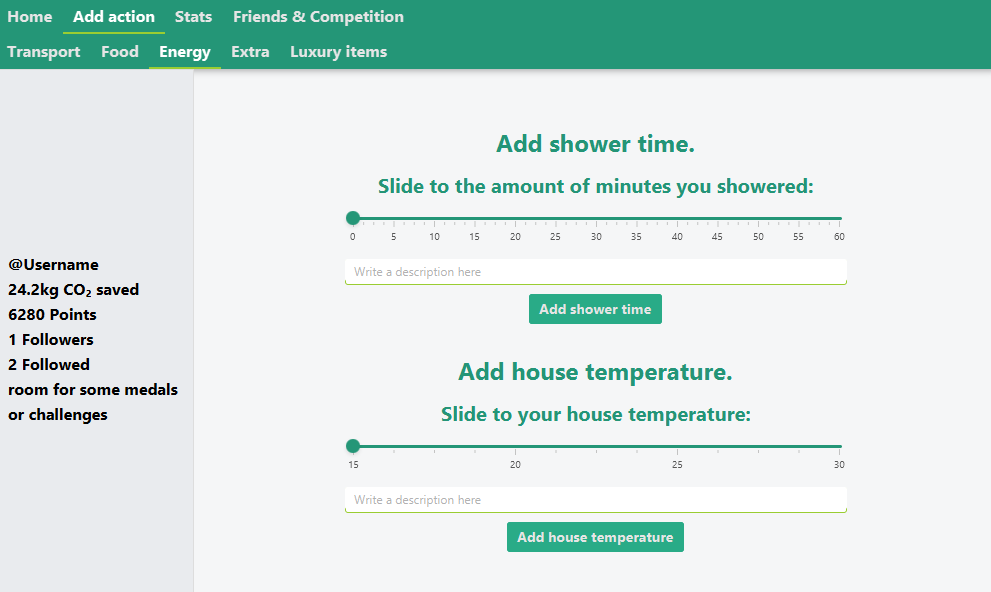 Home Add action Stats Friends & Competition
Transport Food Energy Extra Luxury items
@Username
24.2kg CO₂ saved
6280 Points
1 Followers
2 Followed
room for some medals
or challenges
Add shower time.
Slide to the amount of minutes you showered:
0 5 10 15 20 25 30 35 40 45 50 55 60
Write a description here
Add shower time
Add house temperature.
Slide to your house temperature:
15 20 25 30
Write a description here
Add house temperature